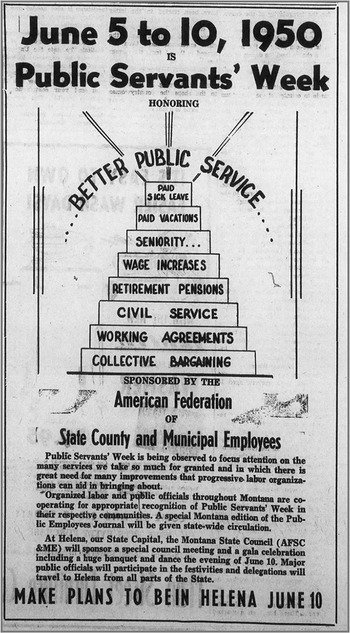 June 5 to 10, 1950
IS
Public Servants' Week
HONORING
BETTER PUBLIC SERVICE...
PAID
SICK LEAVE
PAID VACATIONS
SENIORITY...
WAGE INCREASES
RETIREMENT PENSIONS
CIVIL SERVICE
WORKING AGREEMENTS
COLLECTIVE BARGAINING
SPONSORED BY THE
American Federation
OF
State County and Municipal Employees
Public Servants' Week is being observed to focus attention on the
many services we take so much for granted and in which there is
great need for many improvements that progressive labor organiza-
tions can aid in bringing about.
"Organized labor and public officials throughout Montana are co-
operating for appropriate recognition of Public Servants' Week in
their respective communities. A special Montana edition of the Pub-
lic Employees Journal will be given state-wide circulation.
At Helena, our State Capital, the Montana State Council (AFSC
&ME) will sponsor a special council meeting and a gala celebration
including a huge banquet and dance the evening of June 10. Major
public officials will participate in the festivities and delegations will
travel to Helena from all parts of the State.
MAKE PLANS TO BEIN HELENA JUNE 10